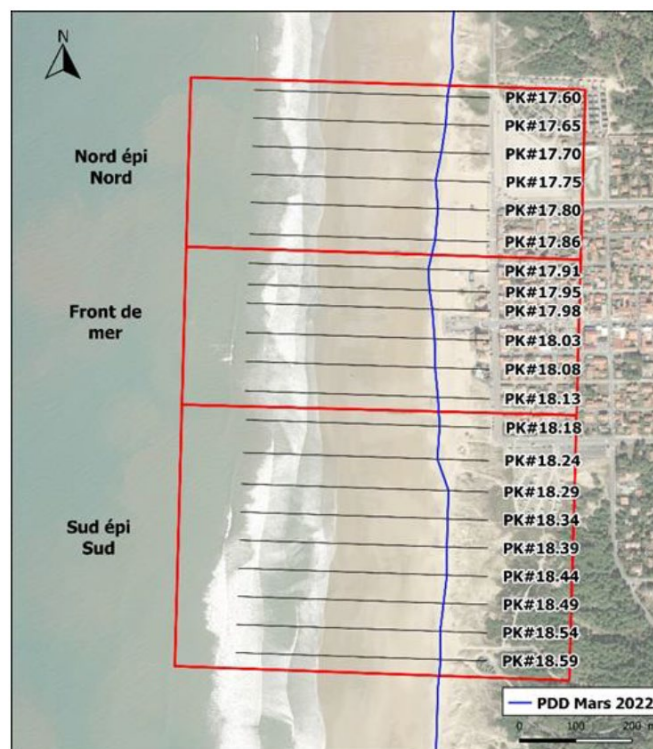 N
PK#17.60
PK#17.65
Nord épi
Nord
PK#17.70
PK#17.75
PK#17.80
PK#17.86
PK#17.91
PK#17.95
Front de
mer
PK#17.98
PK#18.03
PK#18.08
PK#18.13
PK#18.18
PK#18.24
PK#18.29
Sud épi
Sud
PK#18.34
PK#18.39
PK#18.44
PK#18.49
PK#18.54
PK#18.59
PDD Mars 2022
0 100 200 m